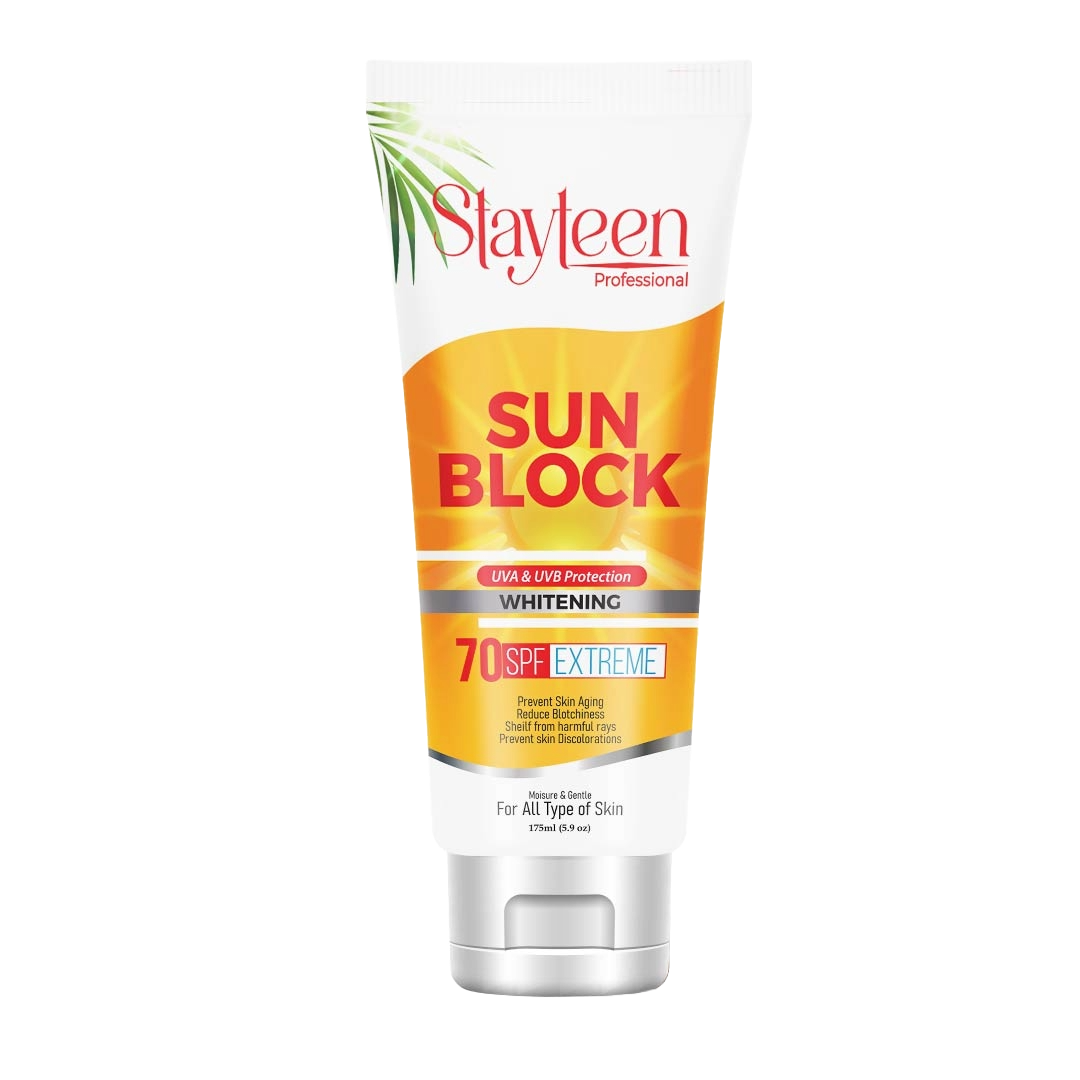 Stayteen
Professional
SUN
BLOCK
UVA & UVB Protection
WHITENING
70 SPF EXTREME
Prevent Skin Aging
Reduce Blotchiness
Sheilf from harmful rays
Prevent skin Discolorations
Moisure & Gentle
For All Type of Skin
175ml (5.9 oz)